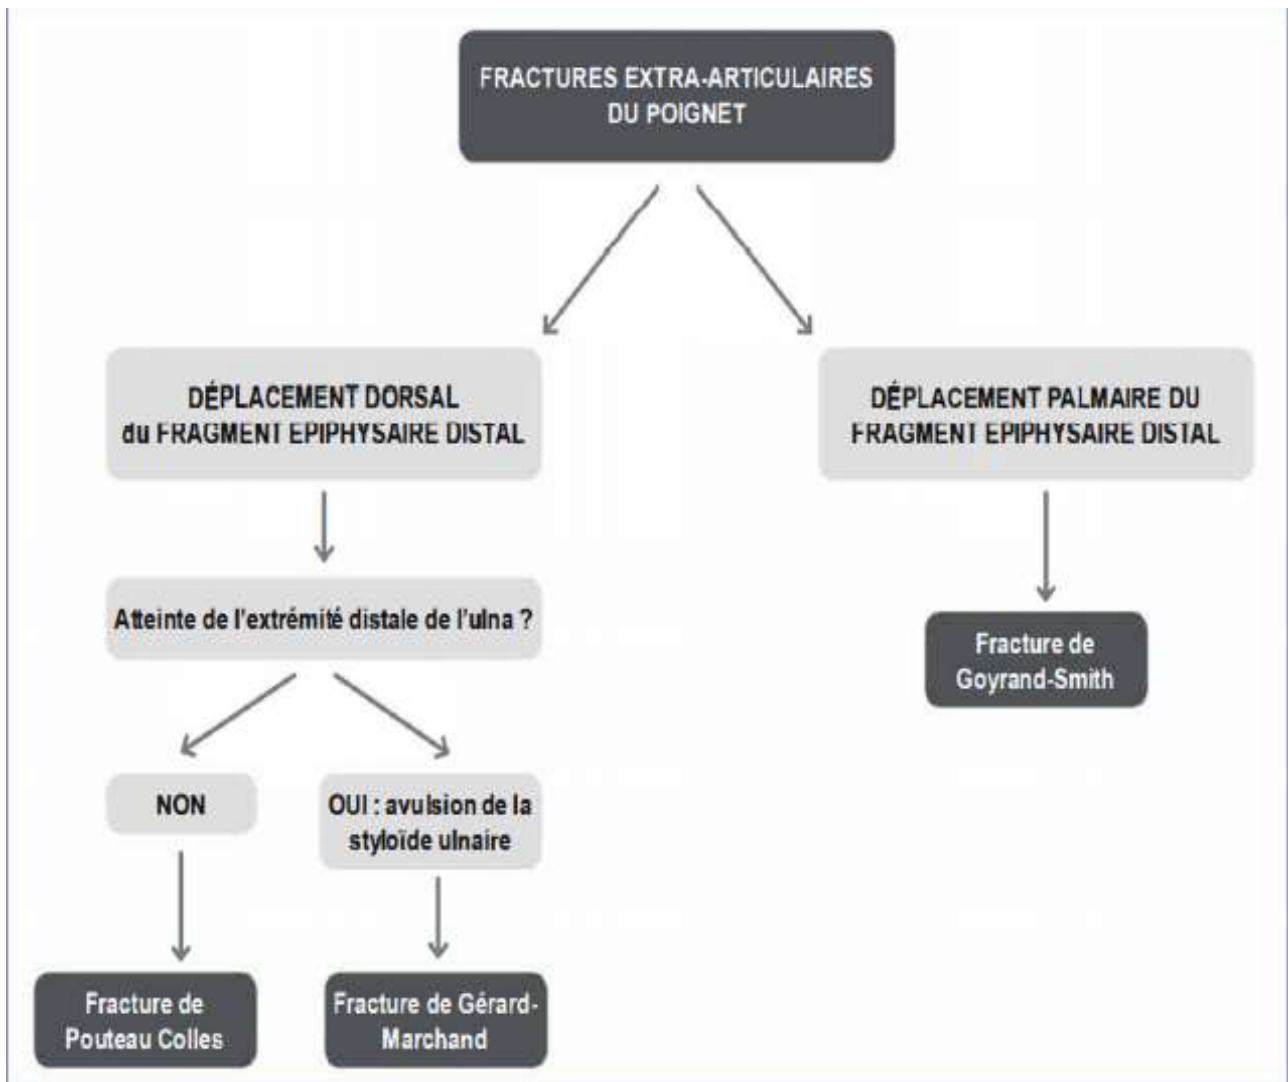 FRACTURES EXTRA-ARTICULAIRES
DU POIGNET
DÉPLACEMENT DORSAL
du FRAGMENT EPIPHYSAIRE DISTAL
DÉPLACEMENT PALMAIRE DU
FRAGMENT EPIPHYSAIRE DISTAL
Atteinte de l'extrémité distale de l'ulna ?
Fracture de
Goyrand-Smith
NON
OUI : avulsion de la
styloïde ulnaire
Fracture de
Pouteau Colles
Fracture de Gérard-
Marchand